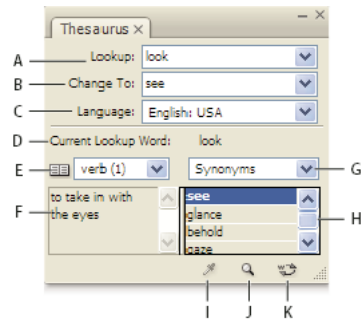 Thesaurus
A Lookup: look
B Change To: see
C Language: English: USA
D Current Lookup Word: look
E verb (1) Synonyms G
F to take in with the eyes
see
glance
behold
gaze
H
I J K